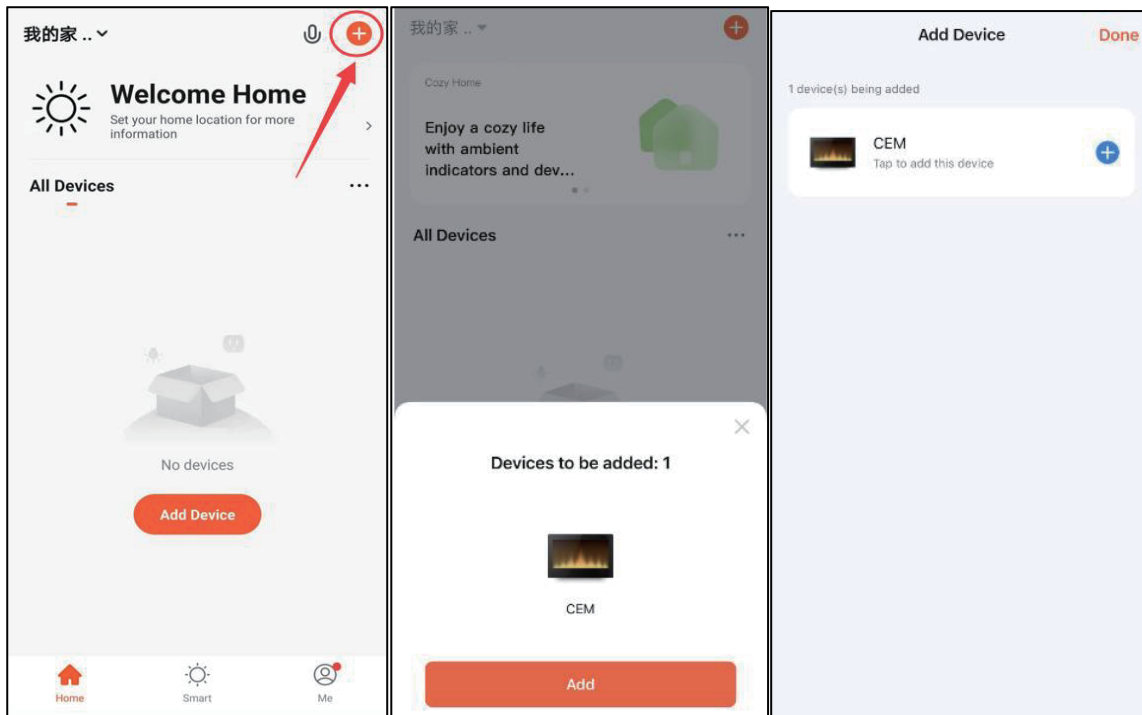 我的家 ..
Welcome Home
Set your home location for more
information
All Devices
No devices
Add Device
Home
Smart
Me
我的家 ..
Cozy Home
Enjoy a cozy life
with ambient
indicators and dev...
All Devices
Devices to be added: 1
CEM
Add
Add Device
Done
1 device(s) being added
CEM
Tap to add this device